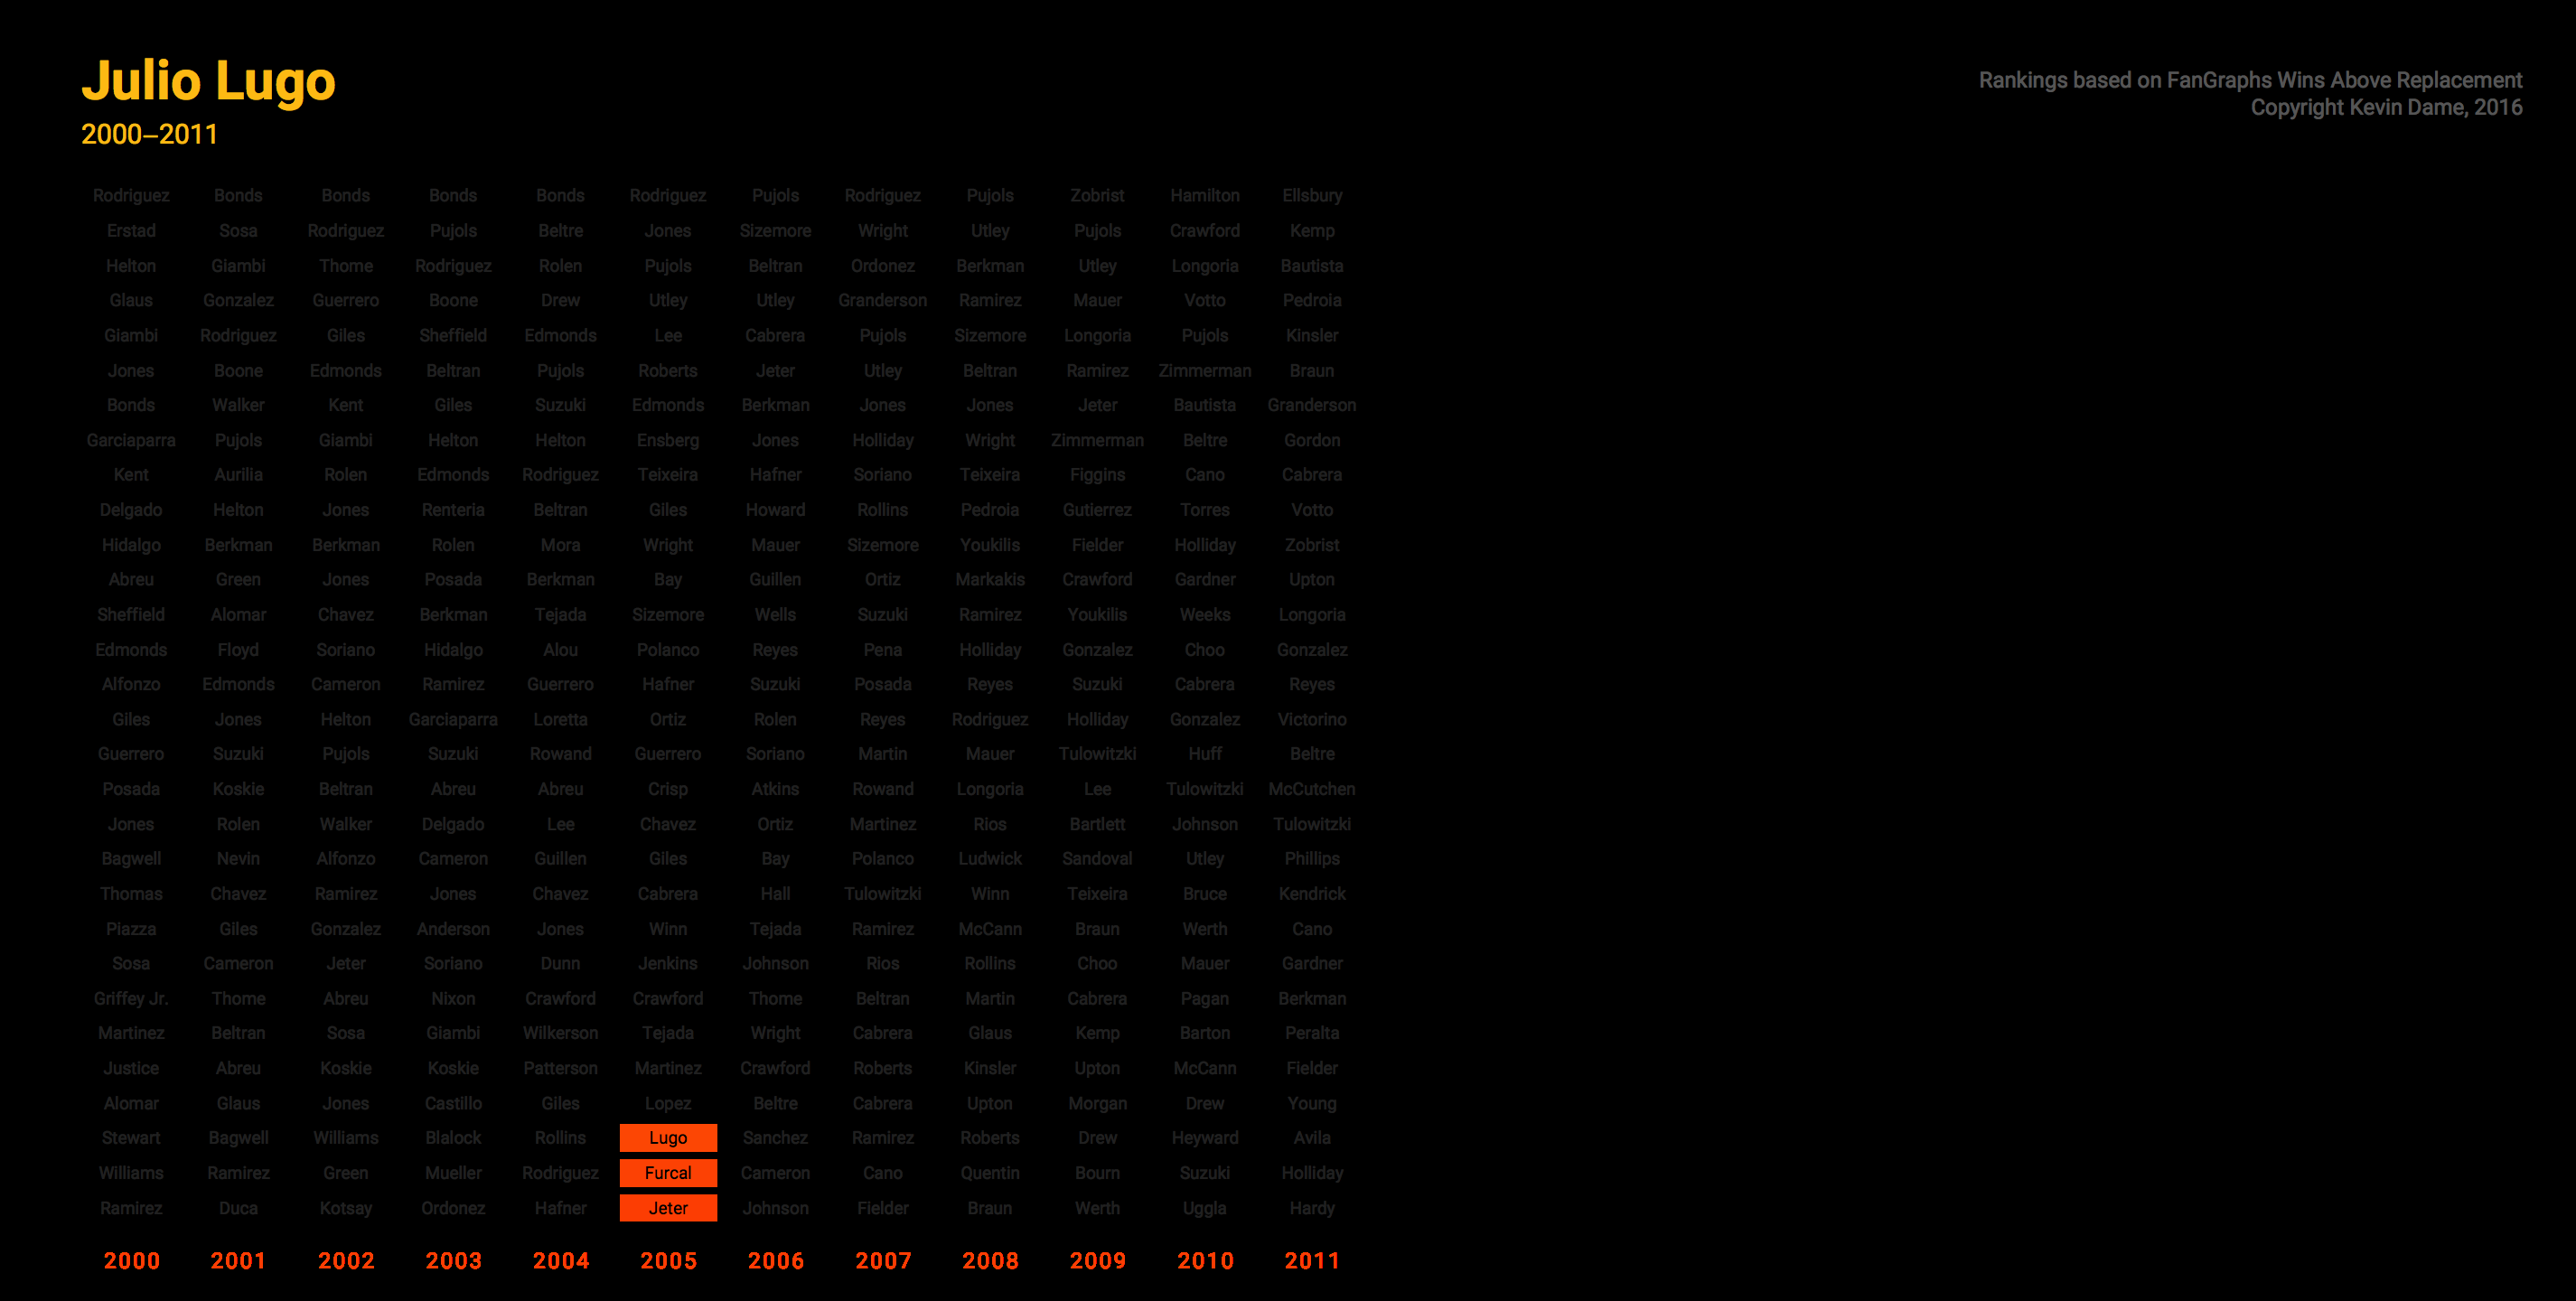 Julio Lugo
2000–2011
Rankings based on FanGraphs Wins Above Replacement
Copyright Kevin Dame, 2016
Rodriguez Bonds Bonds Bonds Bonds Rodriguez Pujols Rodriguez Pujols Zobrist Hamilton Ellsbury
Erstad Sosa Rodriguez Pujols Beltre Jones Sizemore Wright Utley Pujols Crawford Kemp
Helton Giambi Thome Rodriguez Rolen Pujols Beltran Ordonez Berkman Utley Longoria Bautista
Glaus Gonzalez Guerrero Boone Drew Utley Utley Granderson Ramirez Mauer Votto Pedroia
Giambi Rodriguez Giles Sheffield Edmonds Lee Cabrera Pujols Sizemore Longoria Pujols Kinsler
Jones Boone Edmonds Beltran Pujols Roberts Jeter Utley Beltran Ramirez Zimmerman Braun
Bonds Walker Kent Giles Suzuki Edmonds Berkman Jones Jones Jeter Bautista Granderson
Garciaparra Pujols Giambi Helton Helton Ensberg Jones Holliday Wright Zimmerman Beltre Gordon
Kent Aurilia Rolen Edmonds Rodriguez Teixeira Hafner Soriano Teixeira Figgins Cano Cabrera
Delgado Helton Jones Renteria Beltran Giles Howard Rollins Pedroia Gutierrez Torres Votto
Hidalgo Berkman Berkman Rolen Mora Wright Mauer Sizemore Youkilis Fielder Holliday Zobrist
Abreu Green Jones Posada Berkman Bay Guillen Ortiz Markakis Crawford Gardner Upton
Sheffield Alomar Chavez Berkman Tejada Sizemore Wells Suzuki Ramirez Youkilis Weeks Longoria
Edmonds Floyd Soriano Hidalgo Alou Polanco Reyes Pena Holliday Gonzalez Choo Gonzalez
Alfonzo Edmonds Cameron Ramirez Guerrero Hafner Suzuki Posada Reyes Suzuki Cabrera Reyes
Giles Jones Helton Garciaparra Loretta Ortiz Rolen Reyes Rodriguez Holliday Gonzalez Victorino
Guerrero Suzuki Pujols Suzuki Rowand Guerrero Soriano Martin Mauer Tulowitzki Huff Beltre
Posada Koskie Beltran Abreu Abreu Crisp Atkins Rowand Longoria Lee Tulowitzki McCutchen
Jones Rolen Walker Delgado Lee Chavez Ortiz Martinez Rios Bartlett Johnson Tulowitzki
Bagwell Nevin Alfonzo Cameron Guillen Giles Bay Polanco Ludwick Sandoval Utley Phillips
Thomas Chavez Ramirez Jones Chavez Cabrera Hall Tulowitzki Winn Teixeira Bruce Kendrick
Piazza Giles Gonzalez Anderson Jones Winn Tejada Ramirez McCann Braun Werth Cano
Sosa Cameron Jeter Soriano Dunn Jenkins Johnson Rios Rollins Choo Mauer Gardner
Griffey Jr. Thome Abreu Nixon Crawford Crawford Thome Beltran Martin Cabrera Pagan Berkman
Martinez Beltran Sosa Giambi Wilkerson Tejada Wright Cabrera Glaus Kemp Barton Peralta
Justice Abreu Koskie Koskie Patterson Martinez Crawford Roberts Kinsler Upton McCann Fielder
Alomar Glaus Jones Castillo Giles Lopez Beltre Cabrera Upton Morgan Drew Young
Stewart Bagwell Williams Blalock Rollins Lugo Sanchez Ramirez Roberts Drew Heyward Avila
Williams Ramirez Green Mueller Rodriguez Furcal Cameron Cano Quentin Bourn Suzuki Holliday
Ramirez Duca Kotsay Ordonez Hafner Jeter Johnson Fielder Braun Werth Uggla Hardy
2000 2001 2002 2003 2004 2005 2006 2007 2008 2009 2010 2011